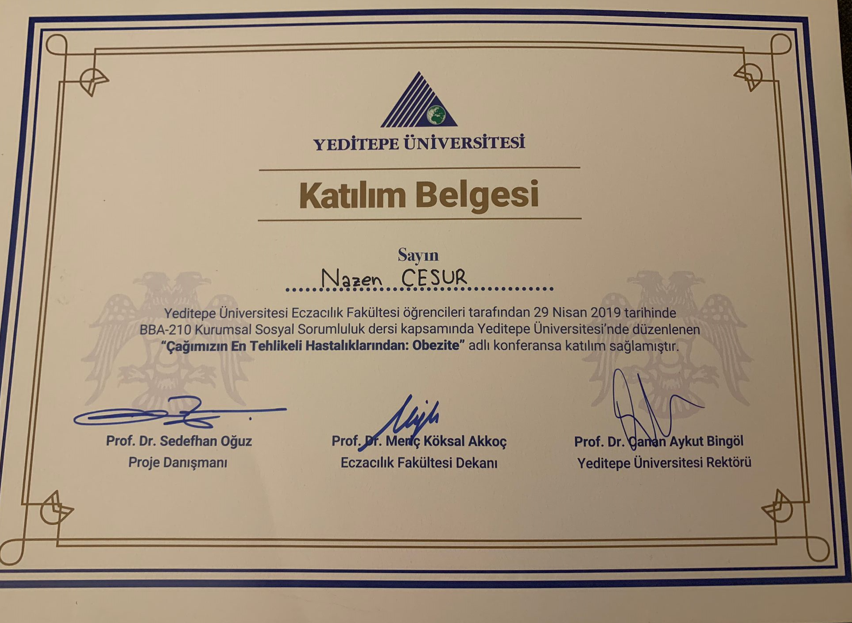 YEDİTEPE ÜNİVERSİTESİ
Katılım Belgesi
Sayın
Nazen CESUR
Yeditepe Üniversitesi Eczacılık Fakültesi öğrencileri tarafından 29 Nisan 2019 tarihinde
BBA-210 Kurumsal Sosyal Sorumluluk dersi kapsamında Yeditepe Üniversitesi'nde düzenlenen
“Çağımızın En Tehlikeli Hastalıklarından: Obezite” adlı konferansa katılım sağlamıştır.
Prof. Dr. Sedefhan Oğuz Prof. Dr. Meriç Köksal Akkoç Prof. Dr. Canan Aykut Bingöl
Proje Danışmanı Eczacılık Fakültesi Dekanı Yeditepe Üniversitesi Rektörü